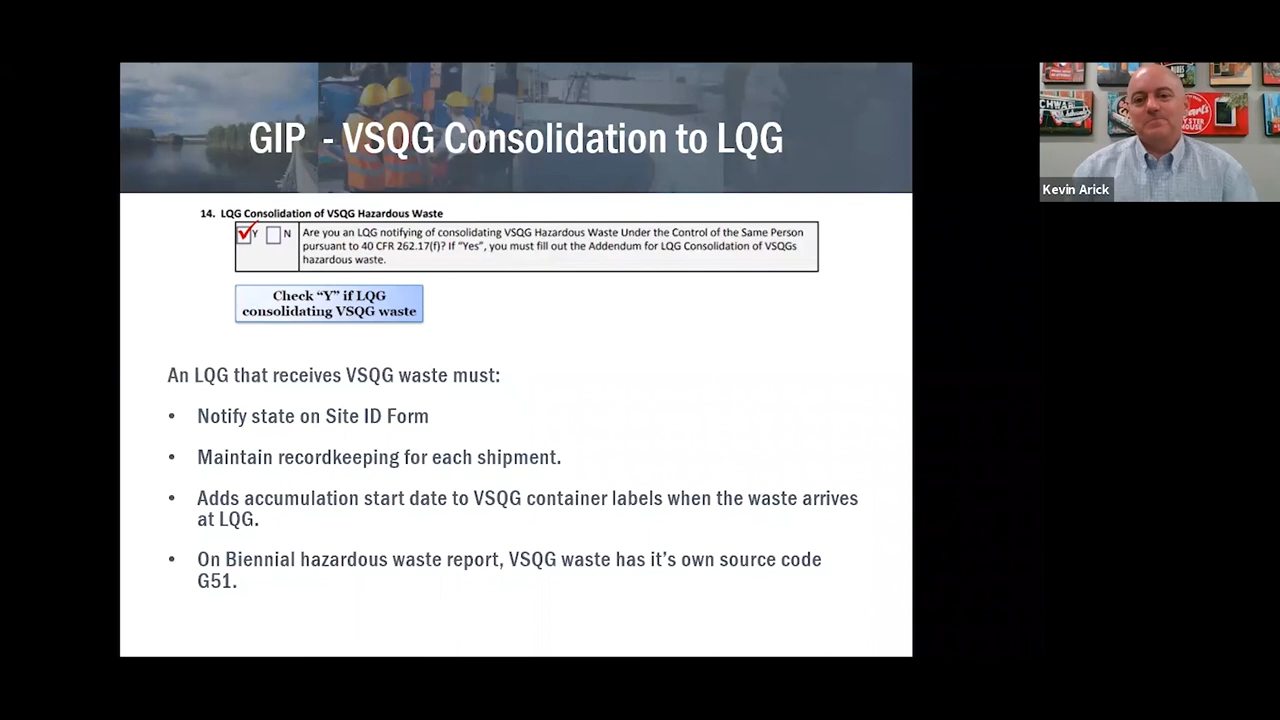 GIP - VSQG Consolidation to LQG
14. LQG Consolidation of VSQG Hazardous Waste
Y N Are you an LQG notifying of consolidating VSQG Hazardous Waste Under the Control of the Same Person
pursuant to 40 CFR 262.17(f)? If "Yes", you must fill out the Addendum for LQG Consolidation of VSQGs
hazardous waste.
Check "Y" if LQG
consolidating VSQG waste
An LQG that receives VSQG waste must:
• Notify state on Site ID Form
• Maintain recordkeeping for each shipment.
• Adds accumulation start date to VSQG container labels when the waste arrives
at LQG.
• On Biennial hazardous waste report, VSQG waste has it's own source code
G51.
OYSTER
HOUSE
Kevin Arick